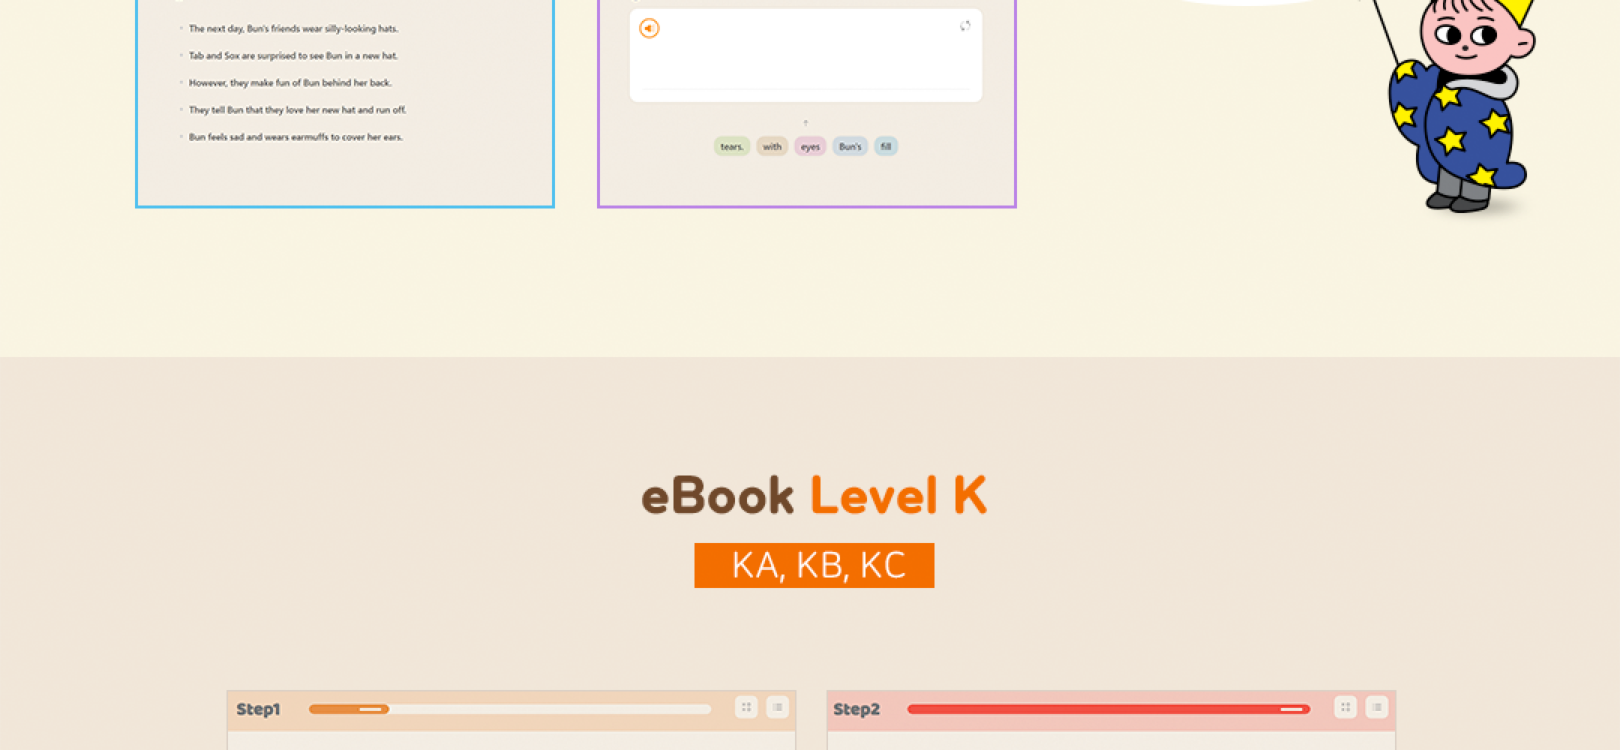 The next day, Bun's friends wear silly-looking hats.
Tab and Sox are surprised to see Bun in a new hat.
However, they make fun of Bun behind her back.
They tell Bun that they love her new hat and run off.
Bun feels sad and wears earmuffs to cover her ears.
tears. with eyes Bun's fill
eBook Level K
KA, KB, KC
Step1
Step2